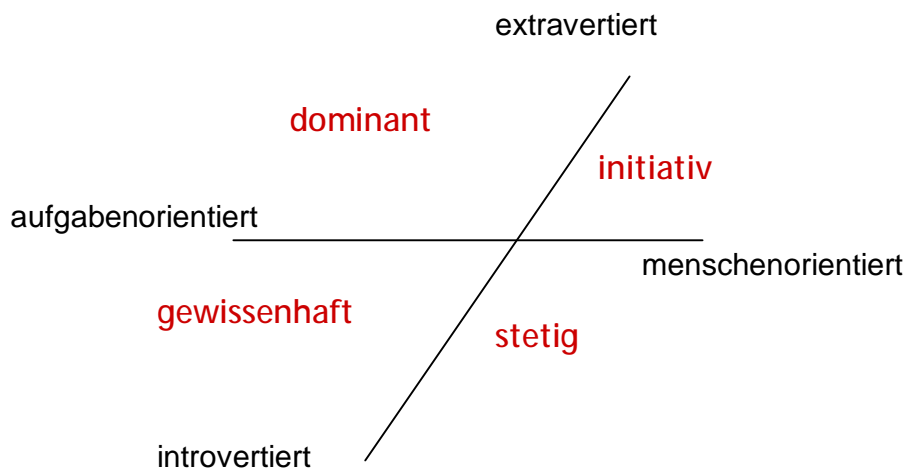 extravertiert
dominant
initiativ
aufgabenorientiert
menschenorientiert
gewissenhaft
stetig
introvertiert